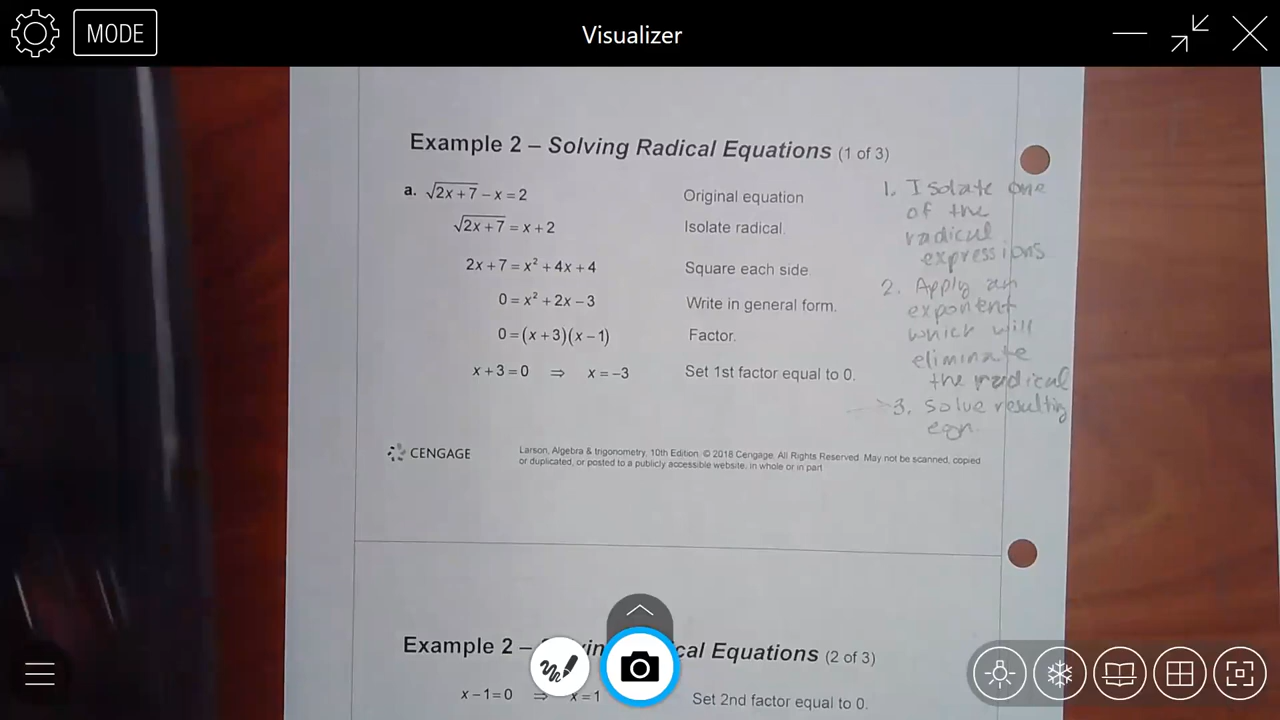 MODE
Visualizer
Example 2 – Solving Radical Equations (1 of 3)
a. √2x + 7 − x = 2 Original equation
√2x + 7 = x + 2 Isolate radical.
2x + 7 = x² + 4x + 4 Square each side.
0 = x² + 2x − 3 Write in general form.
0 = (x + 3)(x − 1) Factor.
x + 3 = 0 ⇒ x = −3 Set 1st factor equal to 0.
1. Isolate one
of the
radical
expressions
2. Apply an
exponent
which will
eliminate
the radical
3. Solve resulting
eqn.
CENGAGE
Larson, Algebra & trigonometry, 10th Edition. © 2018 Cengage. All Rights Reserved. May not be scanned, copied
or duplicated, or posted to a publicly accessible website, in whole or in part
Example 2 – cal Equations (2 of 3)
x − 1 = 0 ⇒ x = 1 Set 2nd factor equal to 0.